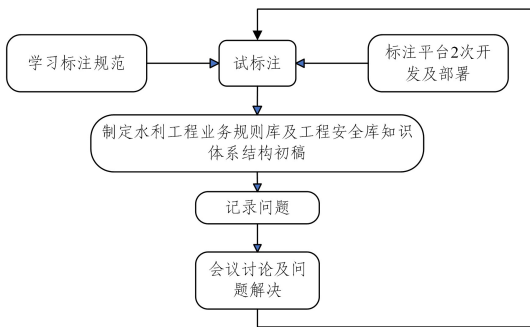 学习标注规范
试标注
标注平台2次开
发及部署
制定水利工程业务规则库及工程安全库知识
体系结构初稿
记录问题
会议讨论及问
题解决